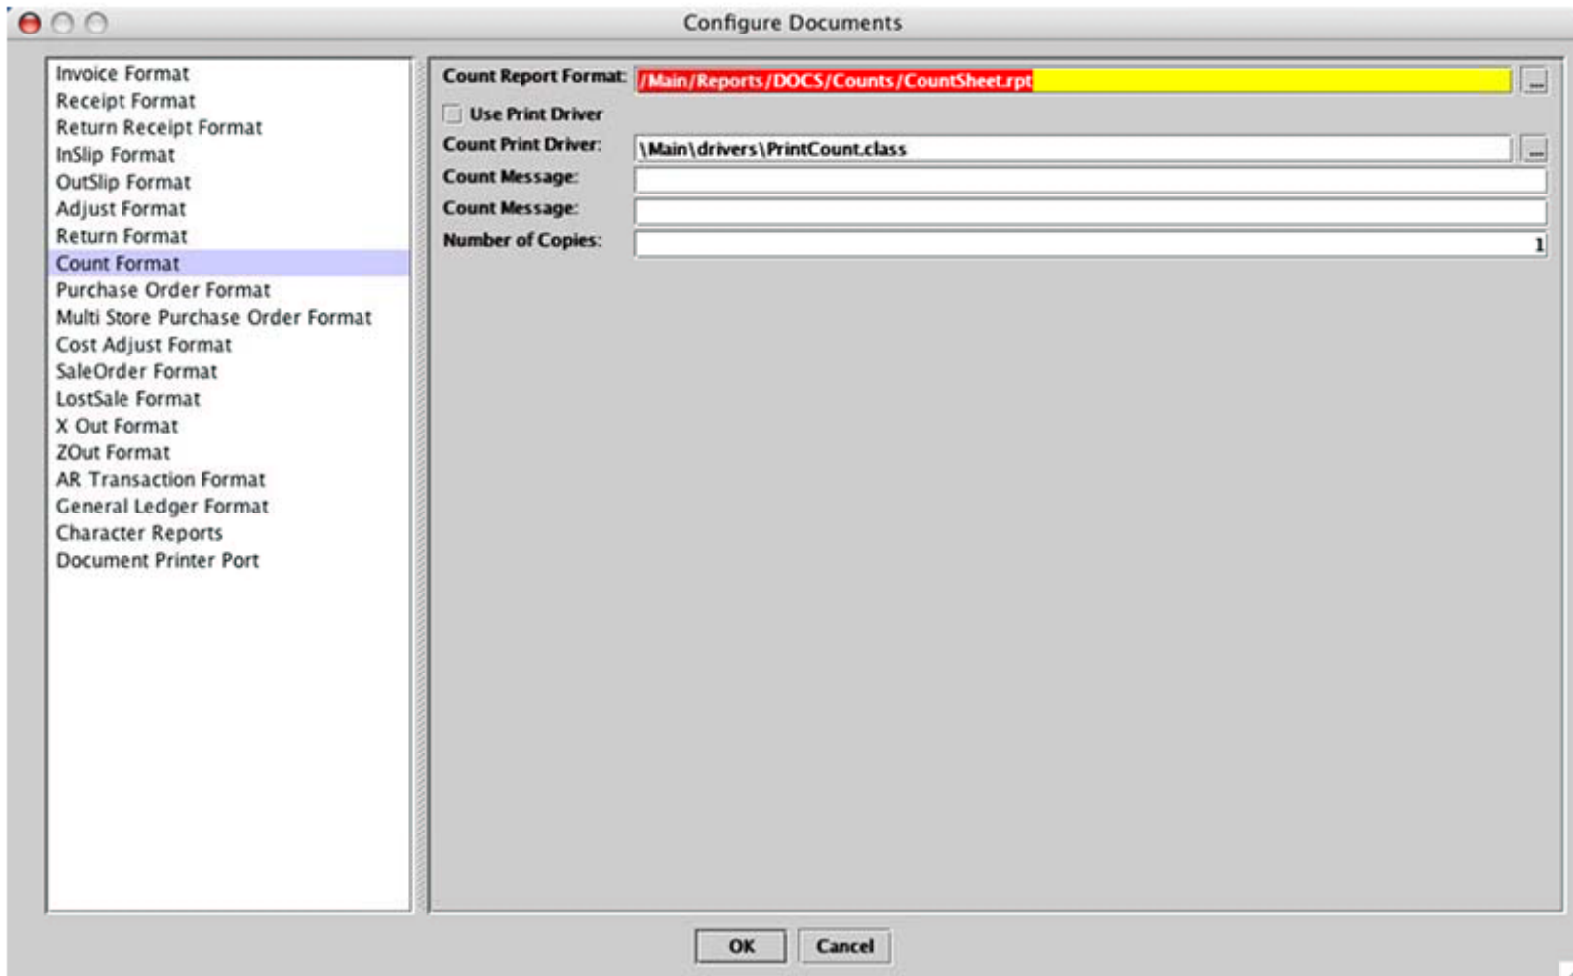 Configure Documents
Invoice Format
Receipt Format
Return Receipt Format
InSlip Format
OutSlip Format
Adjust Format
Return Format
Count Format
Purchase Order Format
Multi Store Purchase Order Format
Cost Adjust Format
SaleOrder Format
LostSale Format
X Out Format
ZOut Format
AR Transaction Format
General Ledger Format
Character Reports
Document Printer Port
Count Report Format: /Main/Reports/DOCS/Counts/CountSheet.rpt ...
Use Print Driver
Count Print Driver: \Main\drivers\PrintCount.class ...
Count Message:
Count Message:
Number of Copies: 1
OK Cancel